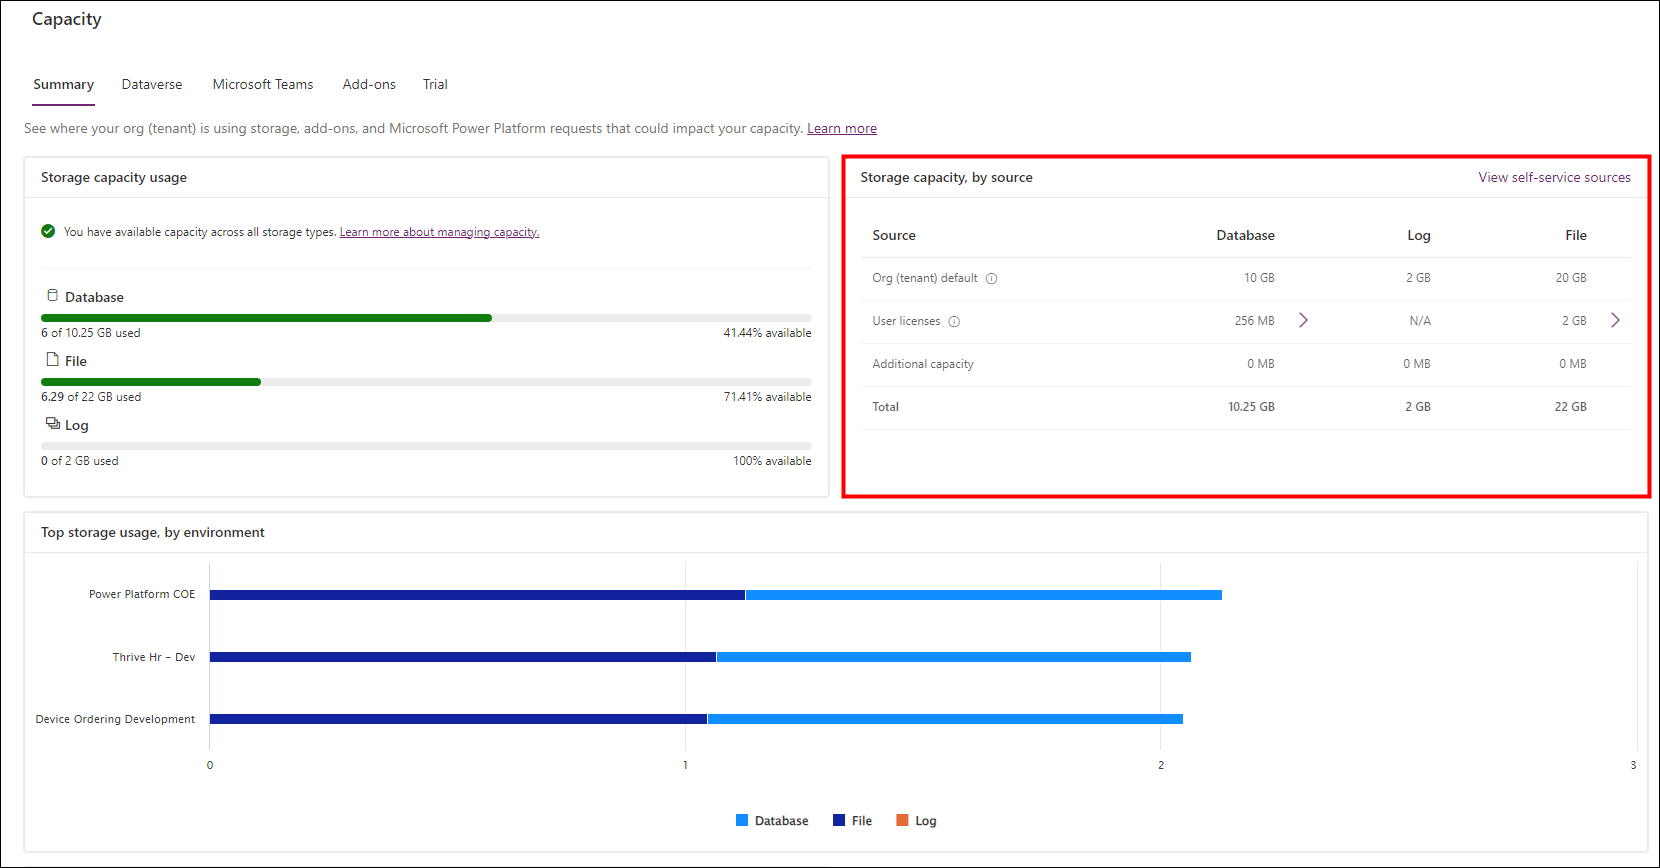 Capacity
Summary Dataverse Microsoft Teams Add-ons Trial
See where your org (tenant) is using storage, add-ons, and Microsoft Power Platform requests that could impact your capacity. Learn more
Storage capacity usage
You have available capacity across all storage types. Learn more about managing capacity.
Database
6 of 10.25 GB used 41.44% available
File
6.29 of 22 GB used 71.41% available
Log
0 of 2 GB used 100% available
Storage capacity, by source View self-service sources
Source Database Log File
Org (tenant) default 10 GB 2 GB 20 GB
User licenses 256 MB N/A 2 GB
Additional capacity 0 MB 0 MB 0 MB
Total 10.25 GB 2 GB 22 GB
Top storage usage, by environment
Power Platform COE
Thrive Hr - Dev
Device Ordering Development
0 1 2 3
Database File Log